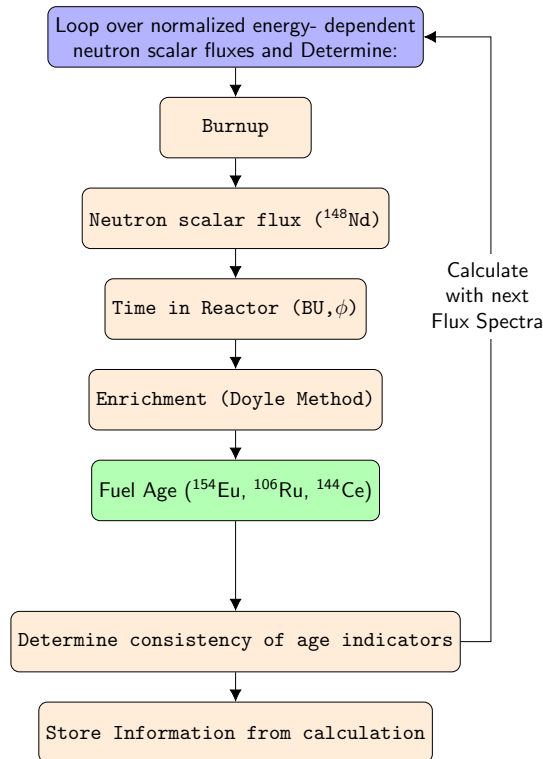 Loop over normalized energy- dependent
neutron scalar fluxes and Determine:
Burnup
Neutron scalar flux (¹⁴⁸Nd)
Time in Reactor (BU,ϕ)
Enrichment (Doyle Method)
Fuel Age (¹⁵⁴Eu, ¹⁰⁶Ru, ¹⁴⁴Ce)
Calculate
with next
Flux Spectra
Determine consistency of age indicators
Store Information from calculation